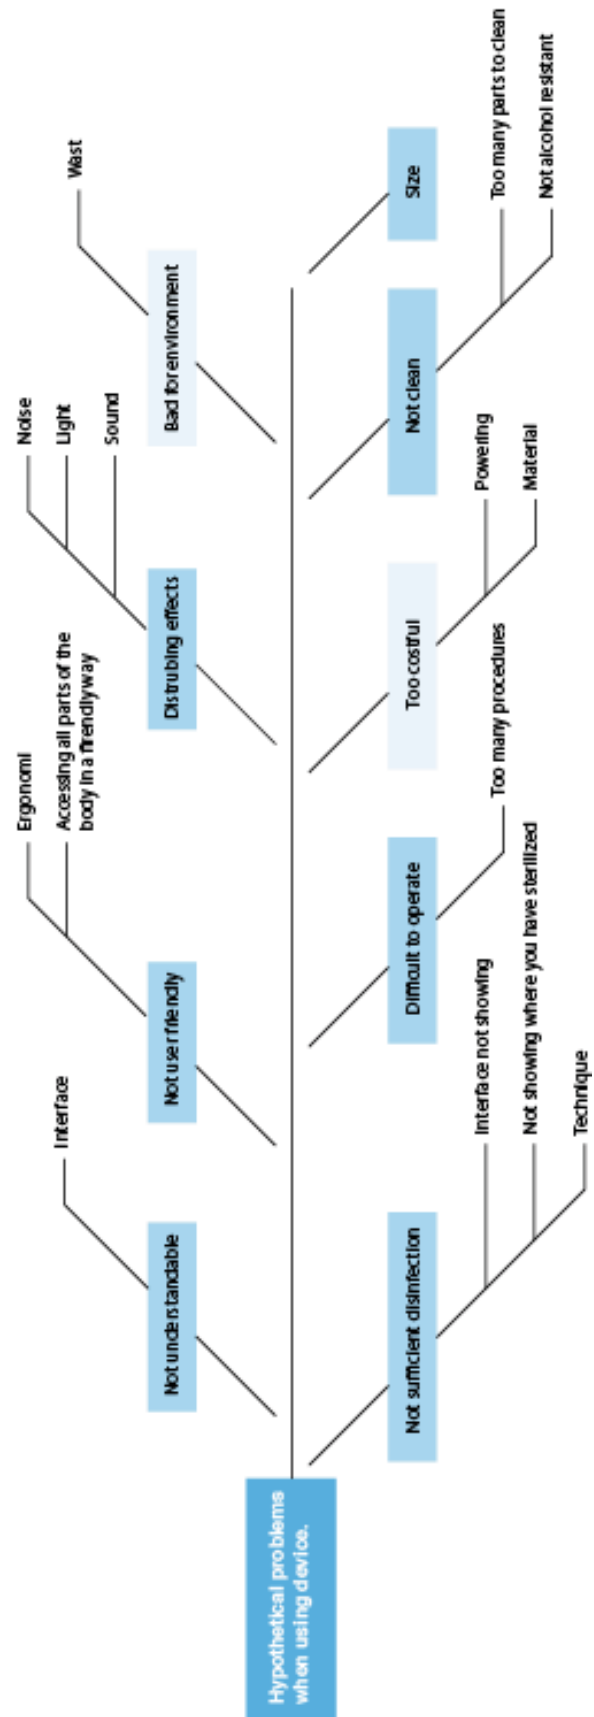 Hypothetical problems
when using device.
Not understandable
Interface
Not user friendly
Ergonomi
Accessing all parts of the
body in a firendlyway
Distrubing effects
Noise
Light
Sound
Bad for environment
Wast
Not sufficient disinfection
Interface not showing
Not showing where you have sterilized
Technique
Difficult to operate
Too many procedures
Too costful
Powering
Material
Not clean
Too many parts to clean
Not alcohol resistant
Size